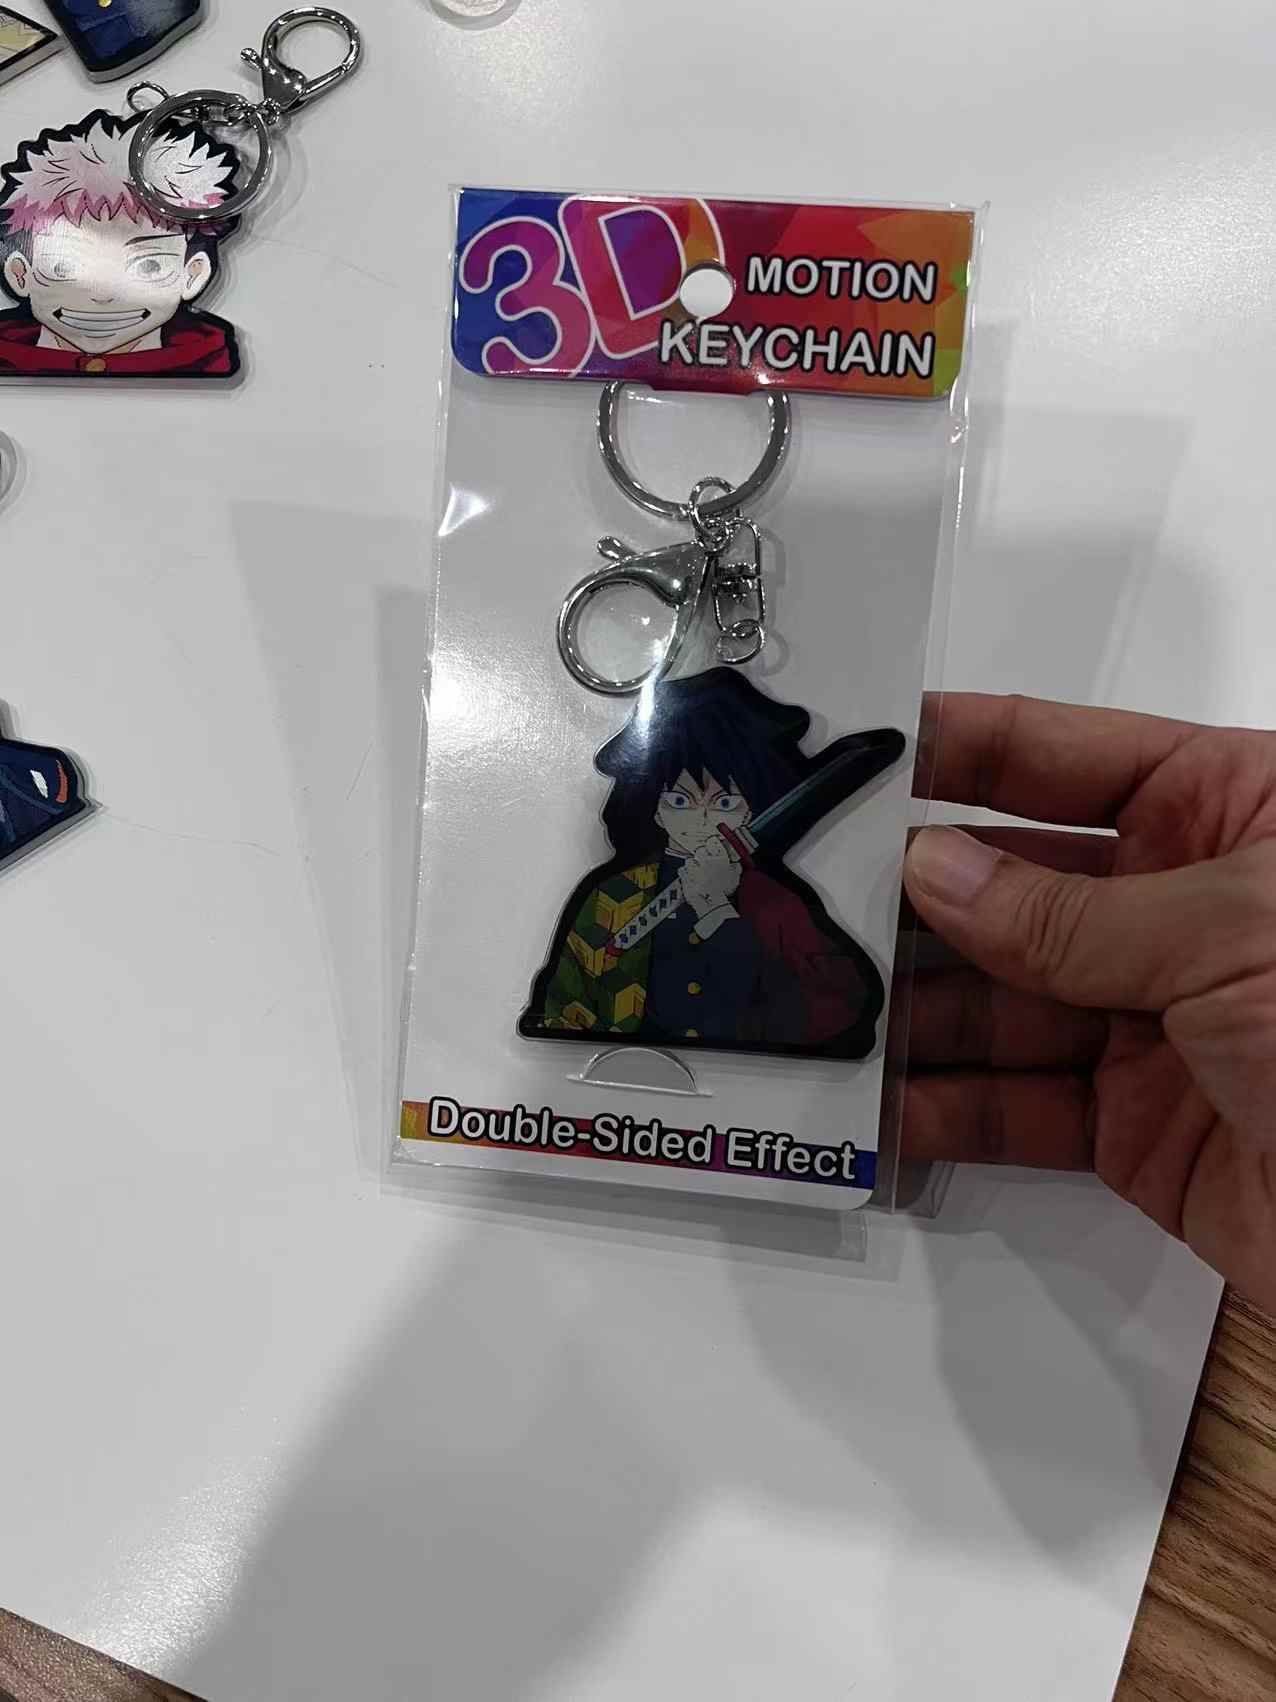 3D MOTION
KEYCHAIN
Double-Sided Effect